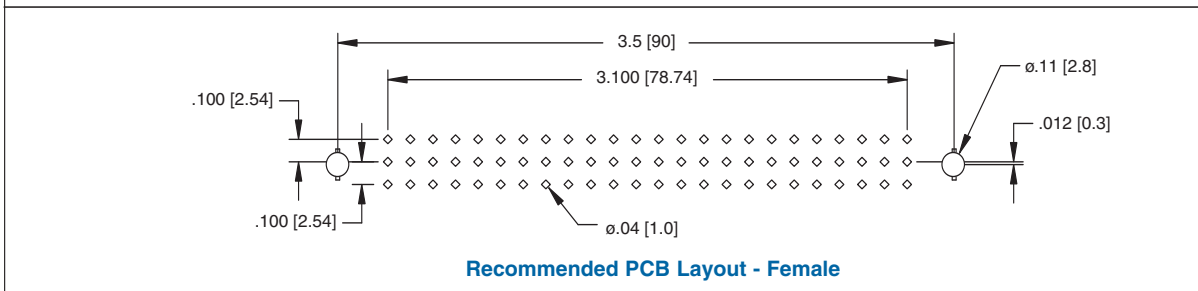 3.5 [90]
3.100 [78.74]
ø.11 [2.8]
.100 [2.54]
.012 [0.3]
.100 [2.54]
ø.04 [1.0]
Recommended PCB Layout - Female